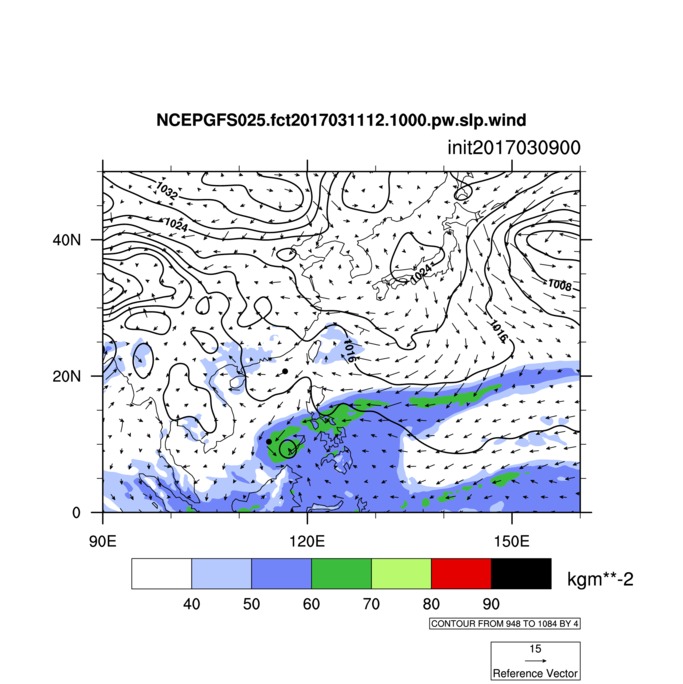 NCEPGFS025.fct2017031112.1000.pw.slp.wind
init2017030900
1032
1024
40N
1024
1008
1016
1016
20N
0
90E 120E 150E
kgm**-2
40 50 60 70 80 90
CONTOUR FROM 948 TO 1084 BY 4
15
Reference Vector